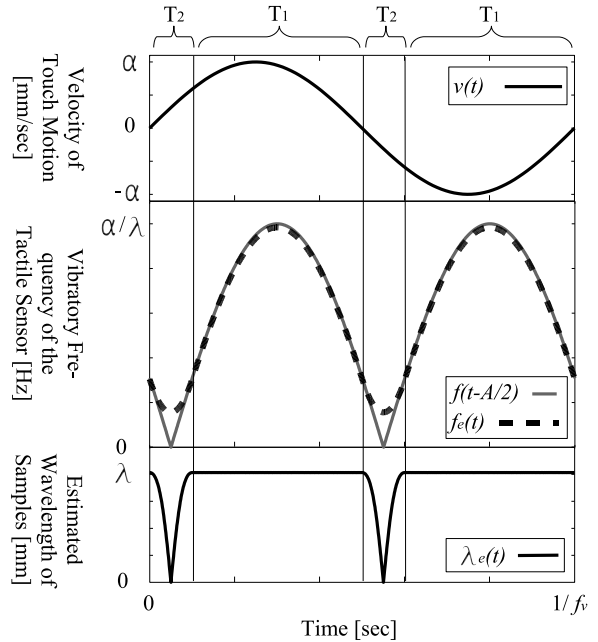 T2 T1 T2 T1
Velocity of
Touch Motion
[mm/sec]
α
0
-α
v(t)
Vibratory Fre-
quency of the
Tactile Sensor [Hz]
α/λ
0
f(t-A/2)
fe(t)
Estimated
Wavelength of
Samples [mm]
λ
0
λe(t)
0 1/fv
Time [sec]